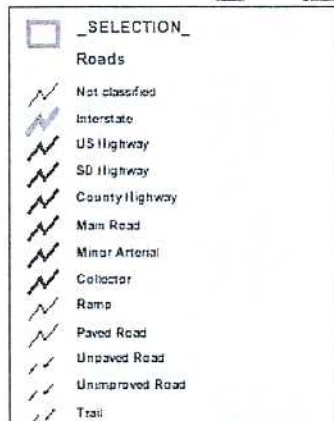 _SELECTION_
Roads
Not classified
Interstate
US Highway
SD Highway
County Highway
Main Road
Minor Arterial
Collector
Ramp
Paved Road
Unpaved Road
Unimproved Road
Trail